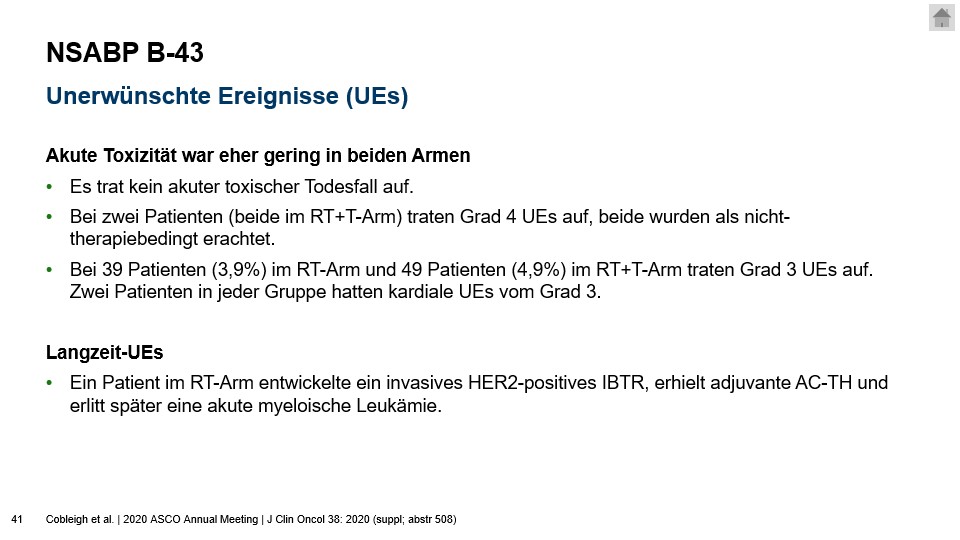 NSABP B-43
Unerwünschte Ereignisse (UEs)
Akute Toxizität war eher gering in beiden Armen
• Es trat kein akuter toxischer Todesfall auf.
• Bei zwei Patienten (beide im RT+T-Arm) traten Grad 4 UEs auf, beide wurden als nicht-
therapiebedingt erachtet.
• Bei 39 Patienten (3,9%) im RT-Arm und 49 Patienten (4,9%) im RT+T-Arm traten Grad 3 UEs auf.
Zwei Patienten in jeder Gruppe hatten kardiale UEs vom Grad 3.
Langzeit-UEs
• Ein Patient im RT-Arm entwickelte ein invasives HER2-positives IBTR, erhielt adjuvante AC-TH und
erlitt später eine akute myeloische Leukämie.
41 Cobleigh et al. | 2020 ASCO Annual Meeting | J Clin Oncol 38: 2020 (suppl; abstr 508)